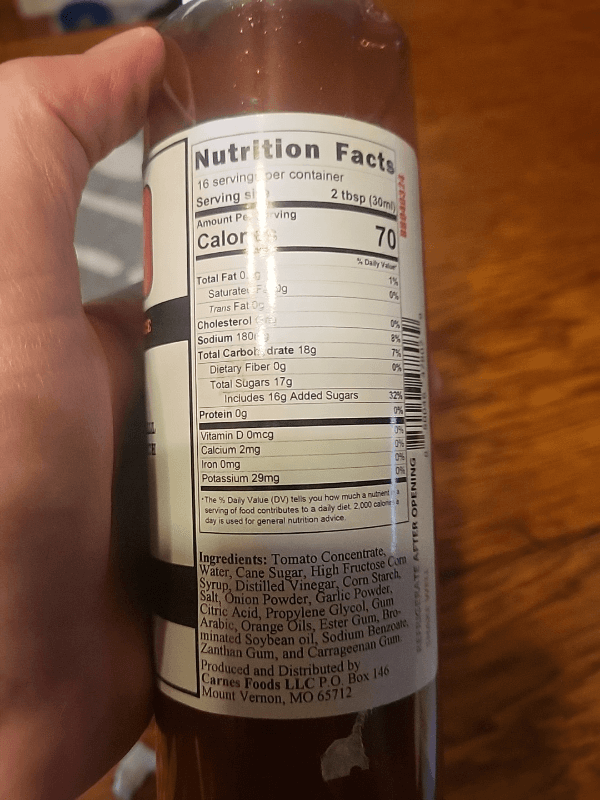 Nutrition Facts
16 servings per container
Serving size 2 tbsp (30ml)
Amount Per Serving
Calories 70
% Daily Value*
Total Fat 0. g 1%
Saturated Fat 0g 0%
Trans Fat 0g
Cholesterol 0%
Sodium 180 8%
Total Carbohydrate 18g 7%
Dietary Fiber 0g 0%
Total Sugars 17g
Includes 16g Added Sugars 32%
Protein 0g 0%
Vitamin D 0mcg 0%
Calcium 2mg 0%
Iron 0mg 0%
Potassium 29mg 0%
*The % Daily Value (DV) tells you how much a nutrient in a
serving of food contributes to a daily diet. 2,000 calories a
day is used for general nutrition advice.
Ingredients: Tomato Concentrate,
Water, Cane Sugar, High Fructose Corn
Syrup, Distilled Vinegar, Corn Starch,
Salt, Onion Powder, Garlic Powder,
Citric Acid, Propylene Glycol, Gum
Arabic, Orange Oils, Ester Gum, Bro-
minated Soybean oil, Sodium Benzoate,
Zanthan Gum, and Carrageenan Gum.
Produced and Distributed by
Carnes Foods LLC P.O. Box 146
Mount Vernon, MO 65712
REFRIGERATE AFTER OPENING
SHAKE WELL